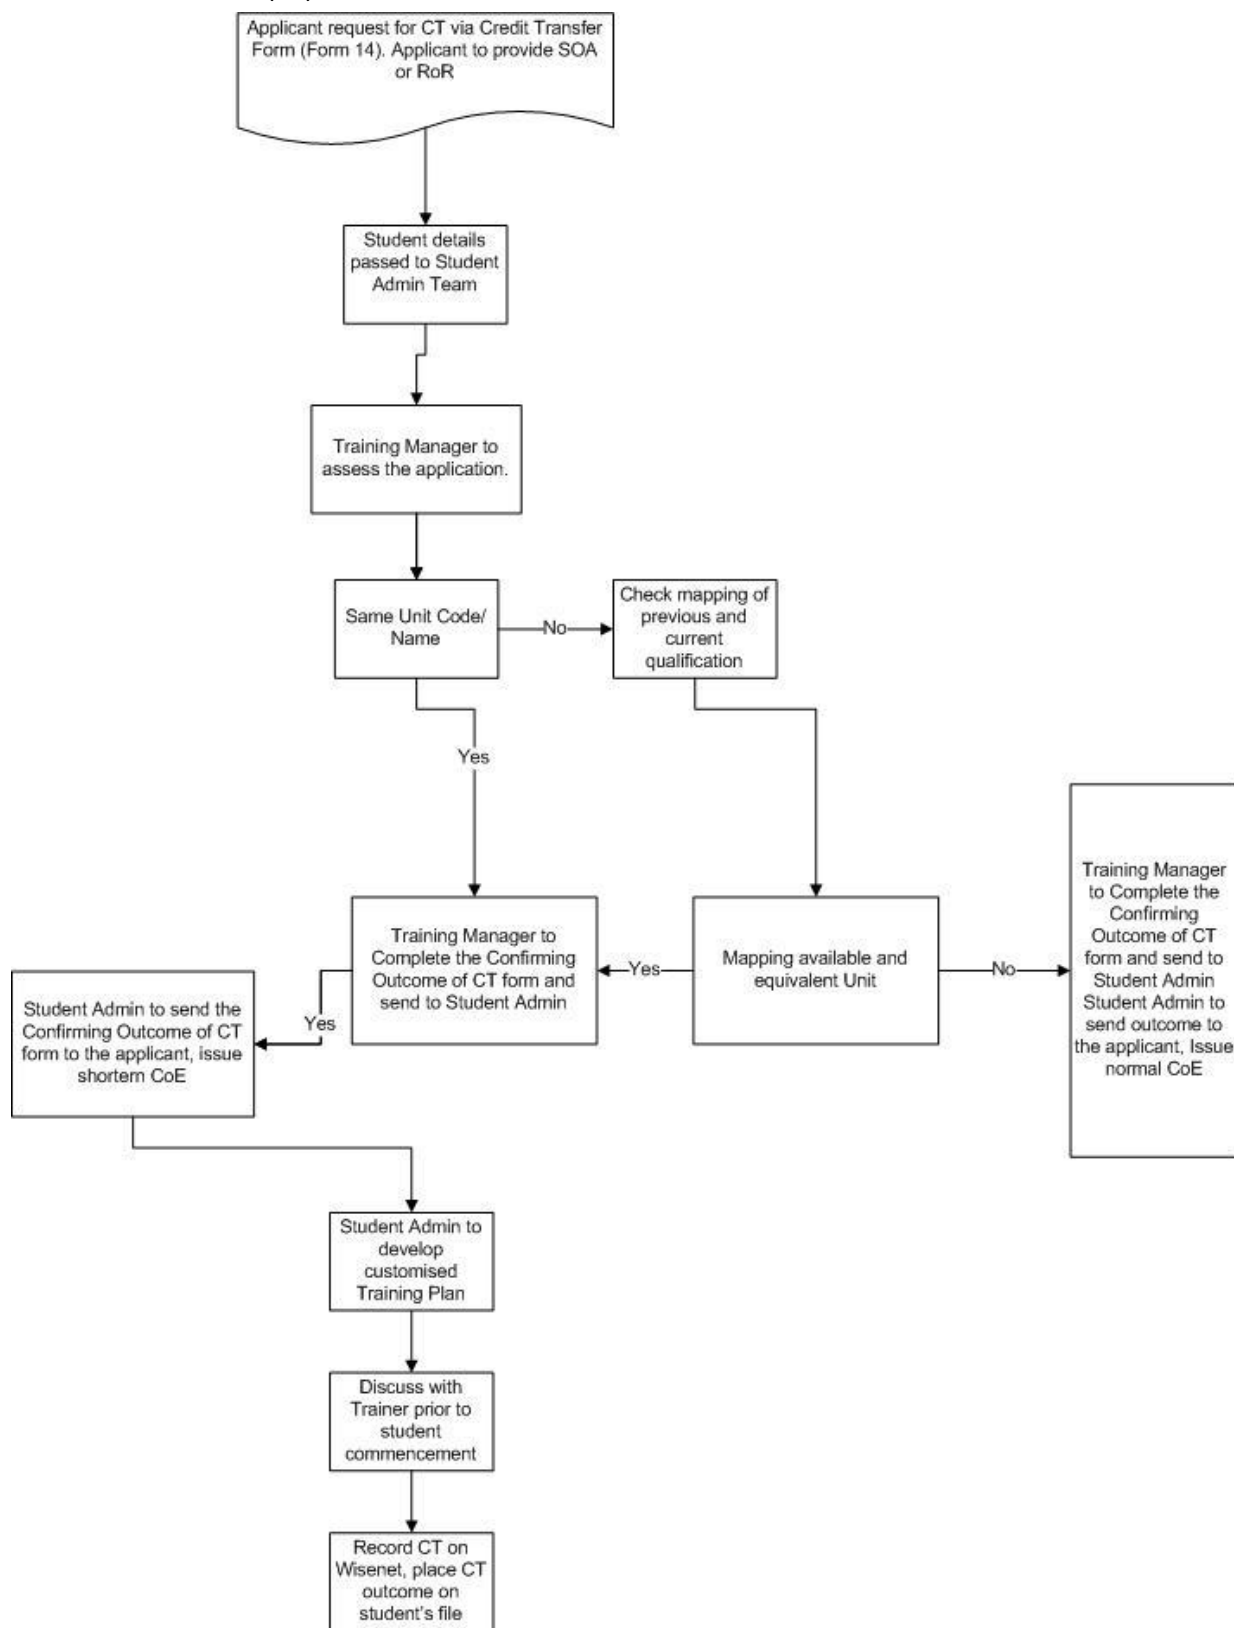 Applicant request for CT via Credit Transfer
Form (Form 14). Applicant to provide SOA
or RoR
Student details
passed to Student
Admin Team
Training Manager to
assess the application.
Same Unit Code/
Name
No
Check mapping of
previous and
current
qualification
Yes
Training Manager to
Complete the Confirming
Outcome of CT form and
send to Student Admin
Yes
Mapping available and
equivalent Unit
No
Training Manager
to Complete the
Confirming
Outcome of CT
form and send to
Student Admin
Student Admin to
send outcome to
the applicant, Issue
normal CoE
Student Admin to send the
Confirming Outcome of CT
form to the applicant, issue
shortern CoE
Yes
Student Admin to
develop
customised
Training Plan
Discuss with
Trainer prior to
student
commencement
Record CT on
Wisenet, place CT
outcome on
student's file